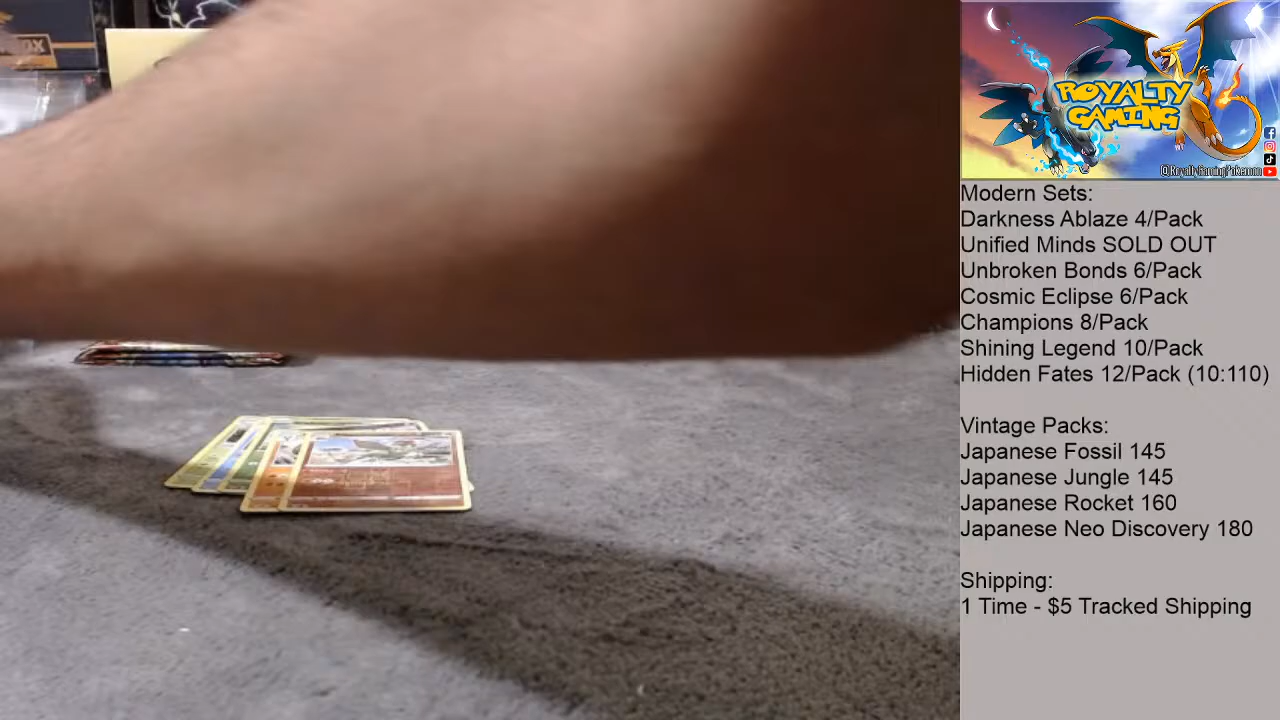 OX
ROYALTY
GAMING
@RoyaltyGamingPokemon
Modern Sets:
Darkness Ablaze 4/Pack
Unified Minds SOLD OUT
Unbroken Bonds 6/Pack
Cosmic Eclipse 6/Pack
Champions 8/Pack
Shining Legend 10/Pack
Hidden Fates 12/Pack (10:110)
Vintage Packs:
Japanese Fossil 145
Japanese Jungle 145
Japanese Rocket 160
Japanese Neo Discovery 180
Shipping:
1 Time - $5 Tracked Shipping